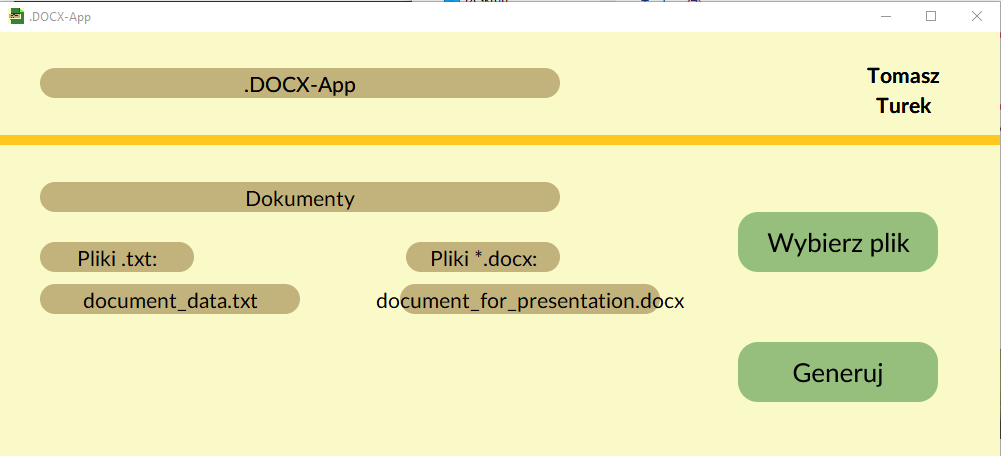 .DOCX-App
.DOCX-App
Tomasz
Turek
Dokumenty
Pliki .txt:
Pliki *.docx:
document_data.txt
document_for_presentation.docx
Wybierz plik
Generuj